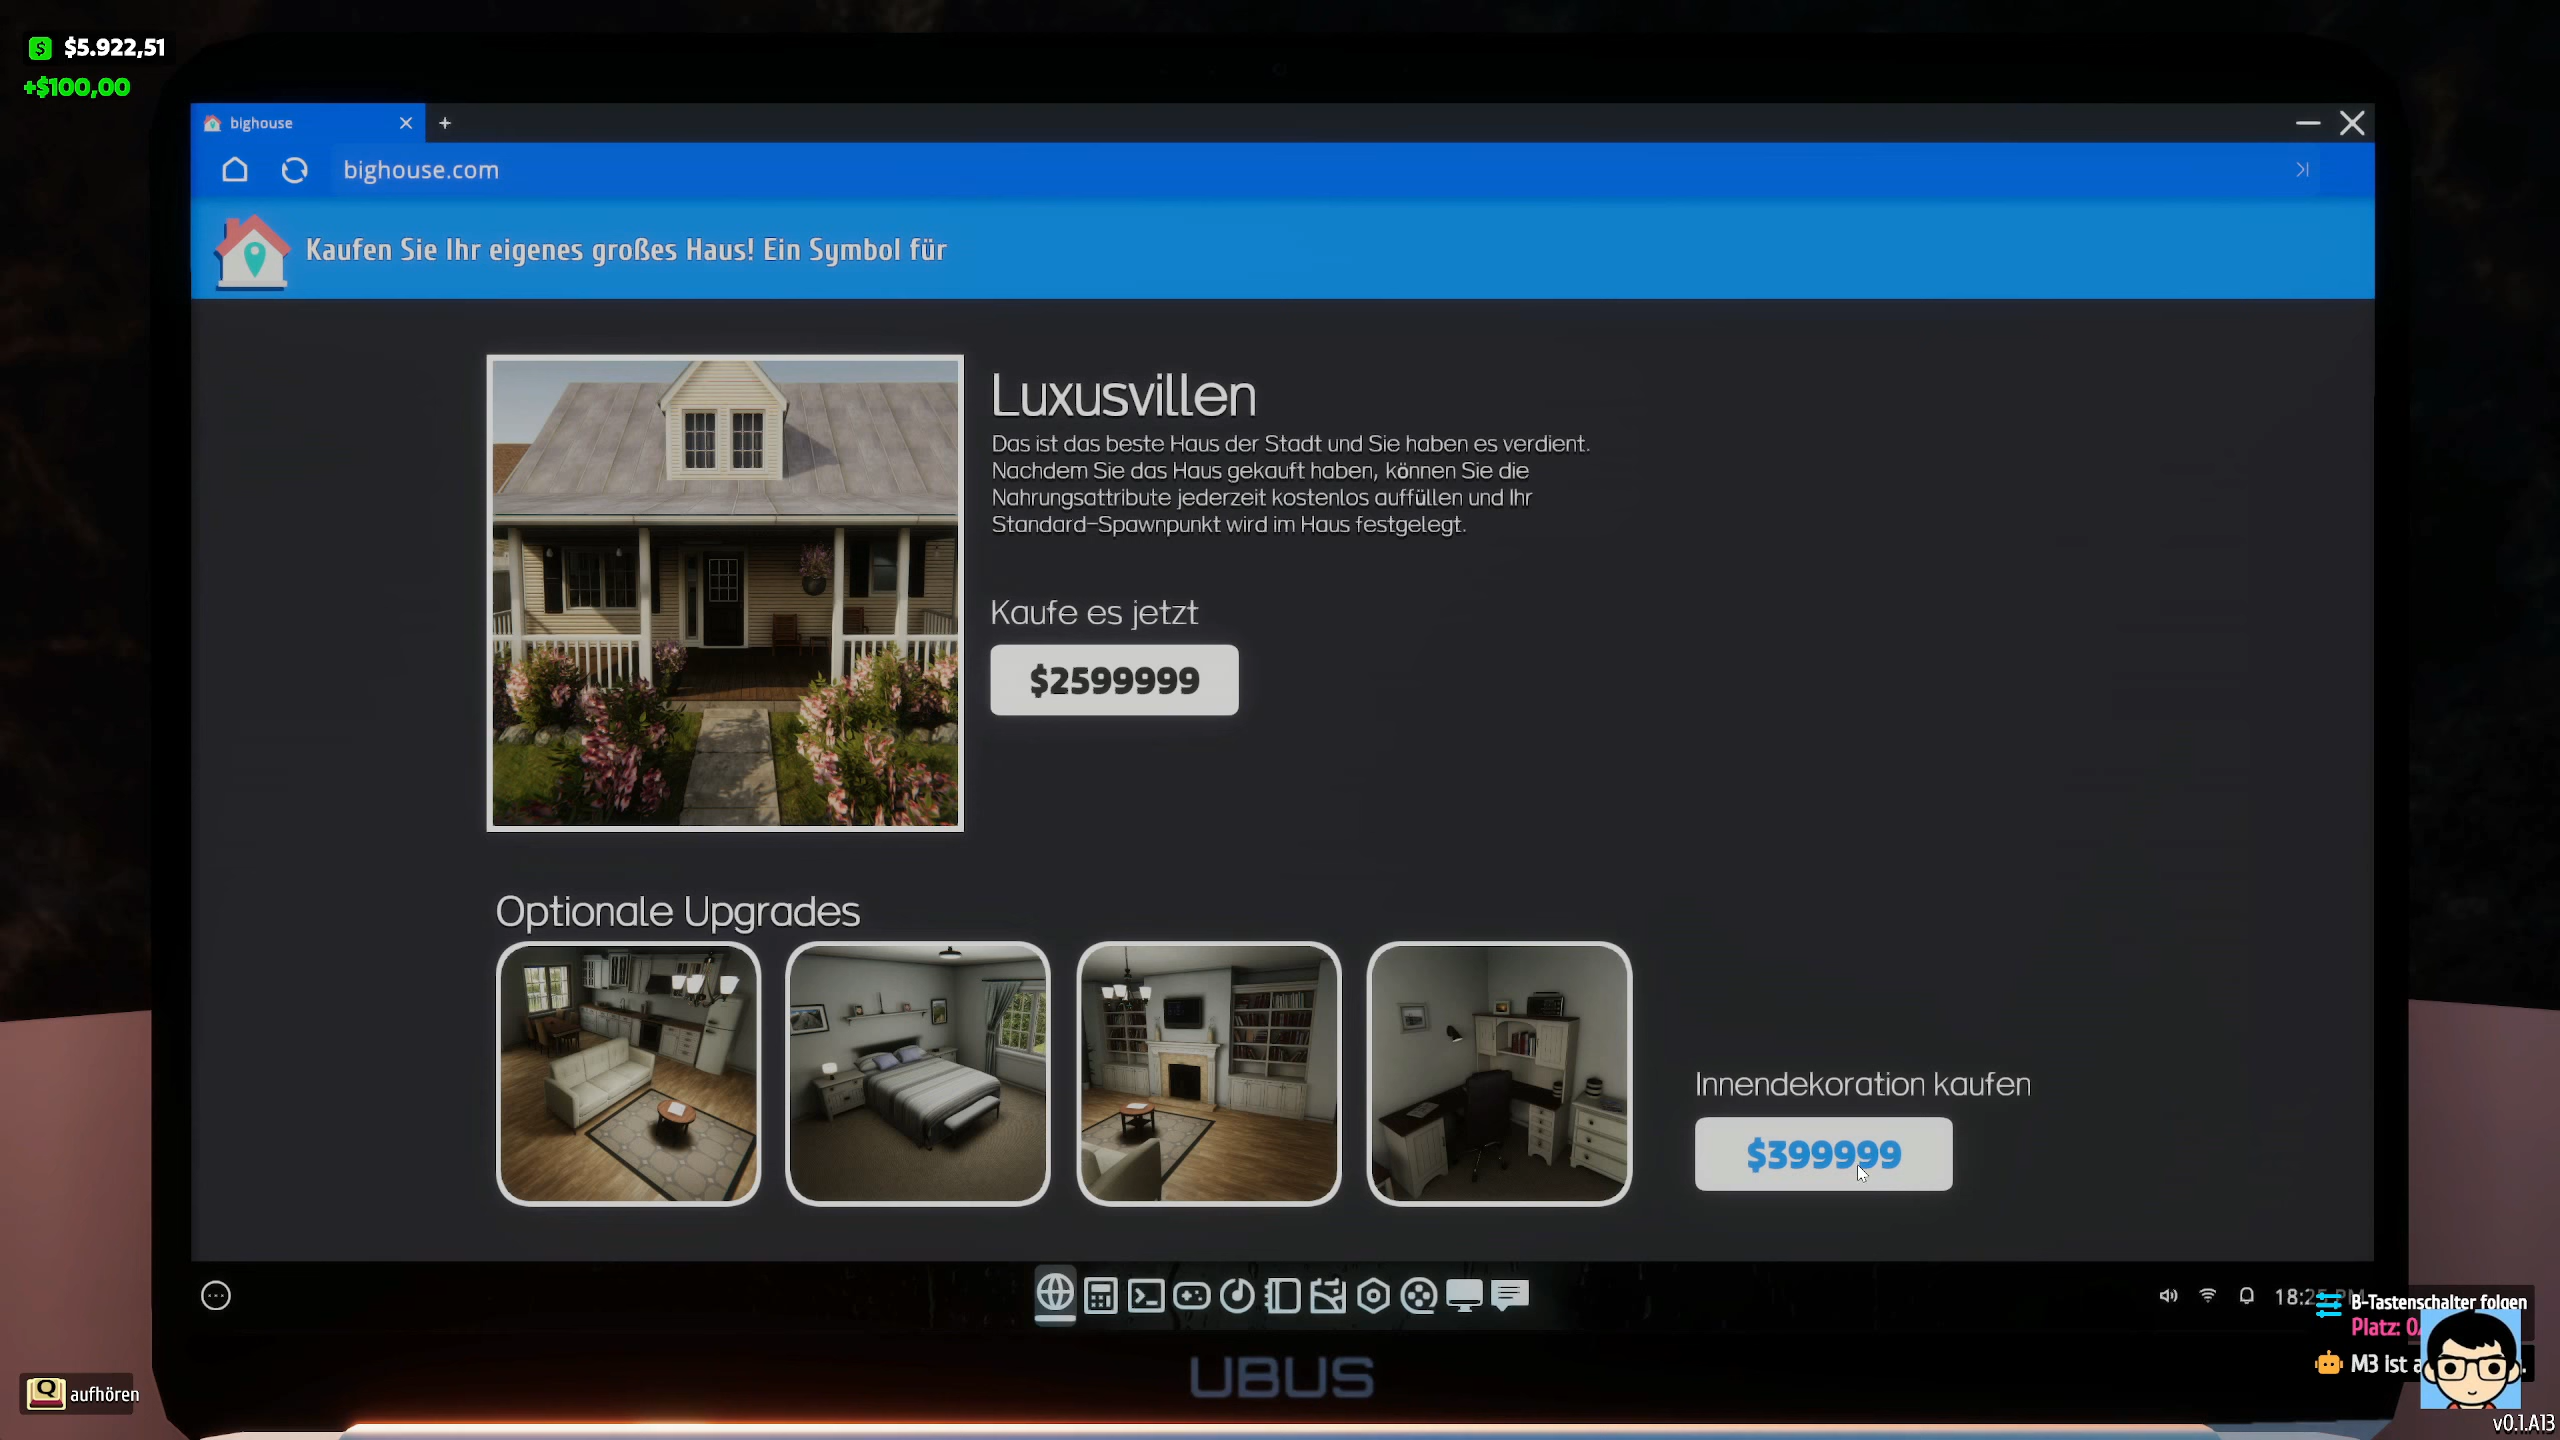 $5.922,51
+$100,00
bighouse
bighouse.com
Kaufen Sie Ihr eigenes großes Haus! Ein Symbol für
Luxusvillen
Das ist das beste Haus der Stadt und Sie haben es verdient.
Nachdem Sie das Haus gekauft haben, können Sie die
Nahrungsattribute jederzeit kostenlos auffüllen und Ihr
Standard-Spawnpunkt wird im Haus festgelegt.
Kaufe es jetzt
$2599999
Optionale Upgrades
Innendekoration kaufen
$399999
B-Tastenschalter folgen
Platz:
M3 ist
UBUS
Q aufhören
v0.1.A13